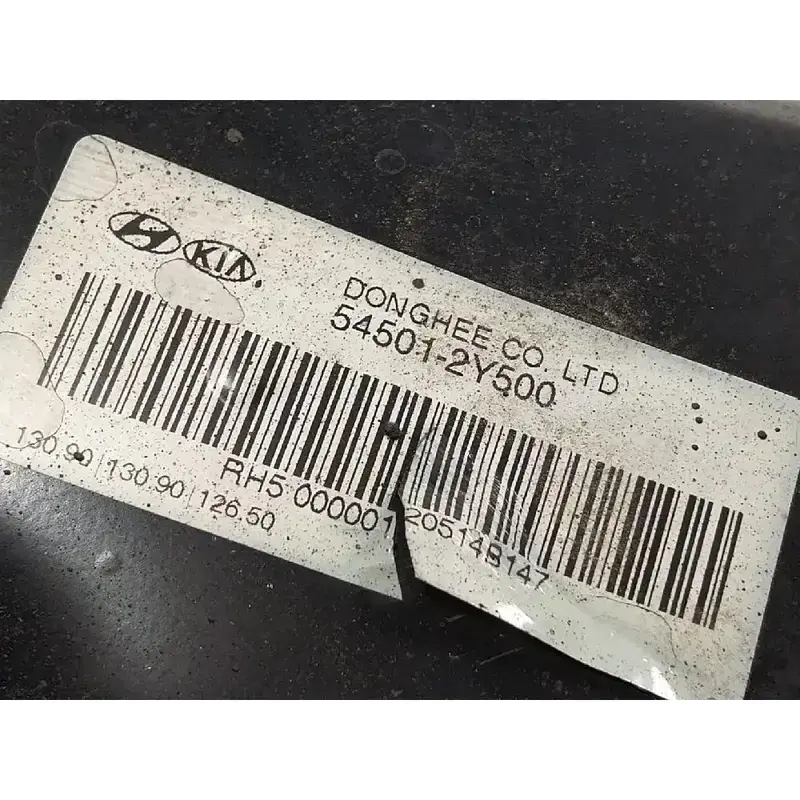 KIA
DONGHEE CO. LTD
54501-2Y500
RH5 000001 20514B147
130.90 | 130.90 | 126.50